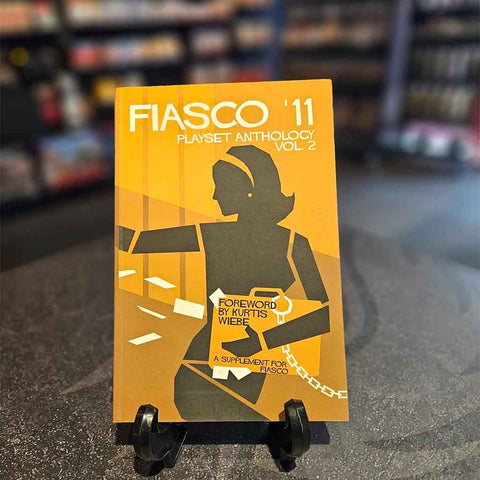 FIASCO '11
PLAYSET ANTHOLOGY
VOL. 2
FOREWORD
BY KURTIS
WIEBE
A SUPPLEMENT FOR
FIASCO